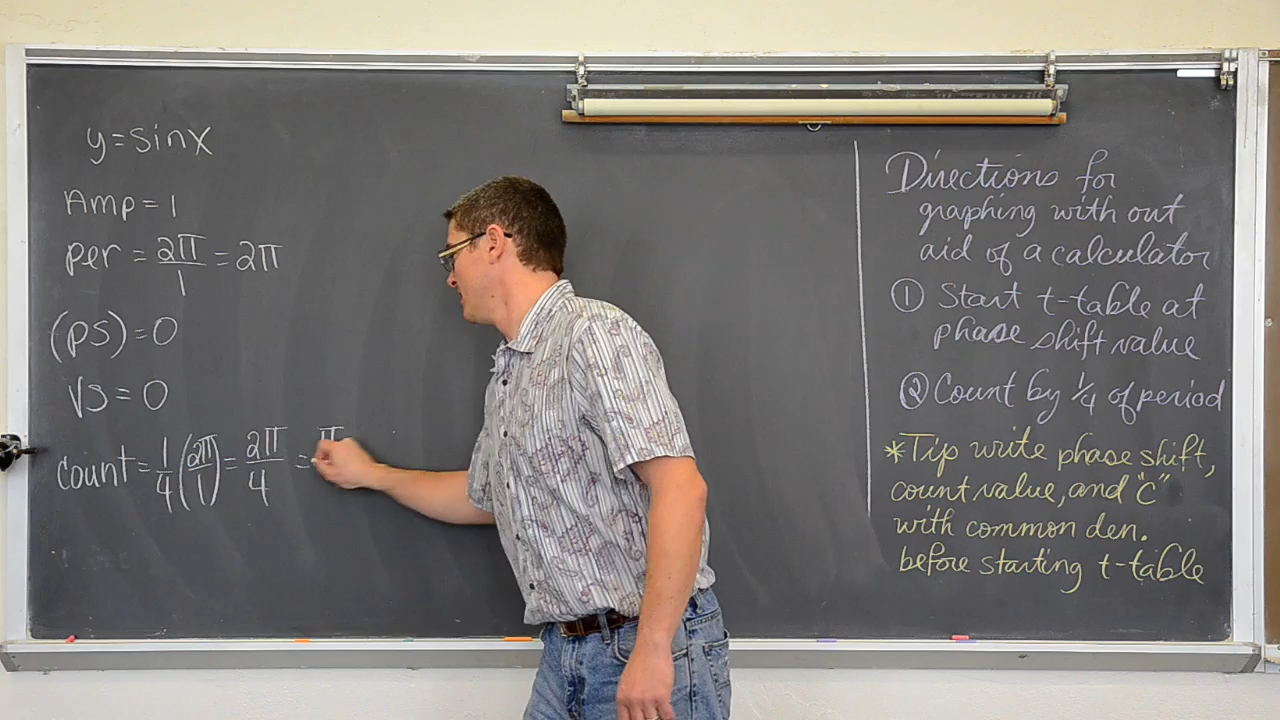 y=sinx
Amp=1
per = 2π/1 = 2π
(ps)=0
VS=0
count=1/4(2π/1)=2π/4=π
Directions for
graphing with out
aid of a calculator
① Start t-table at
phase shift value
② Count by 1/4 of period
*Tip write phase shift,
count value, and "C"
with common den.
before starting t-table